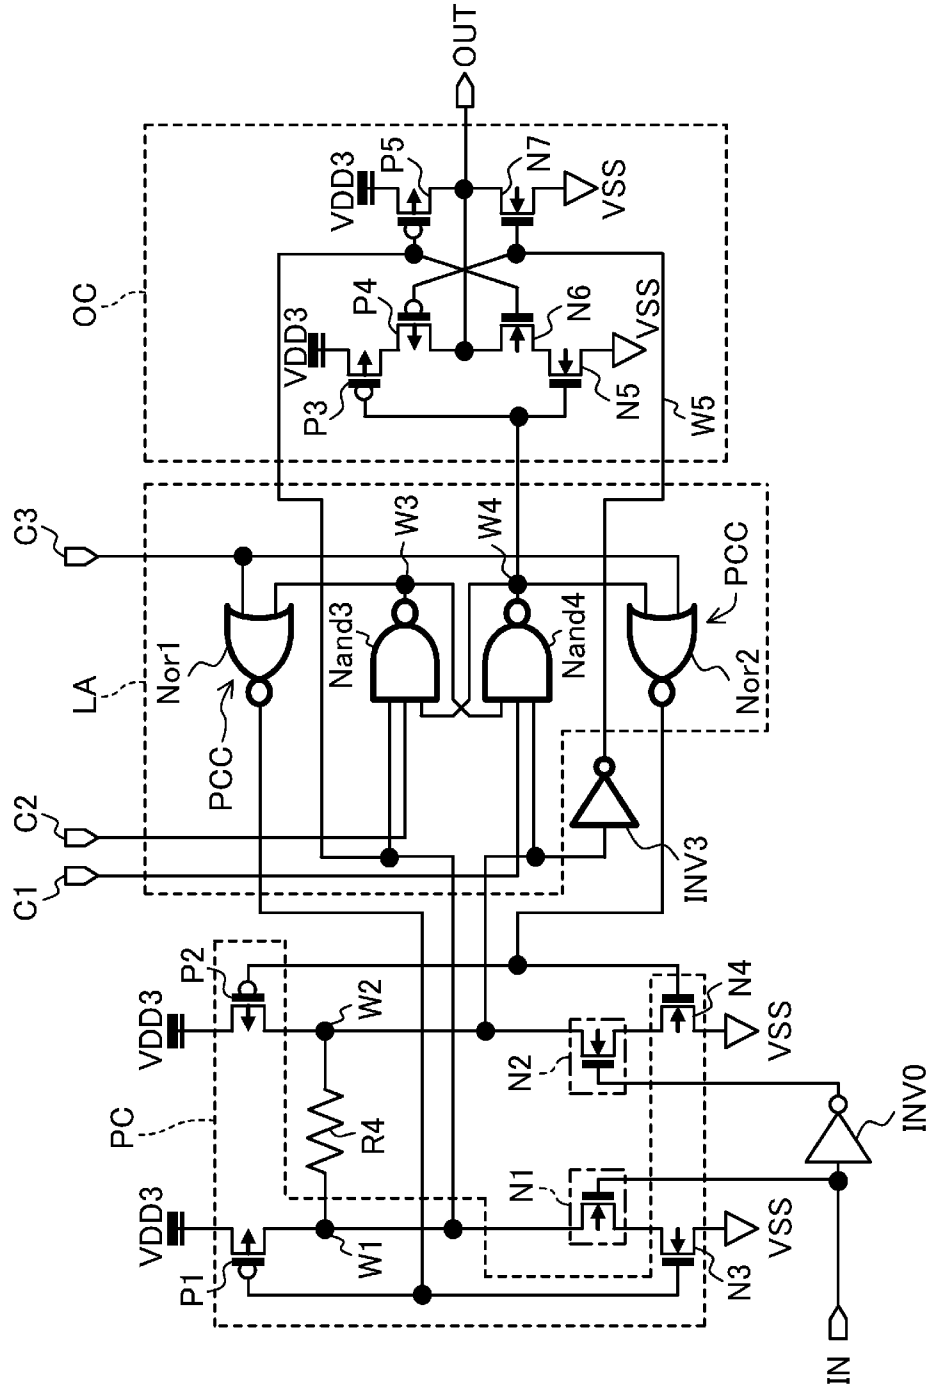 OUT
OC
VDD3
P5
N7
VSS
VDD3
P4
N6
VSS
P3
N5
W5
C3
W3
W4
PCC
Nor1
Nand3
Nand4
Nor2
LA
PCC
C2
C1
INV3
P2
N4
VDD3
W2
N2
VSS
PC
R4
INV0
VDD3
N1
VSS
P1
W1
N3
IN